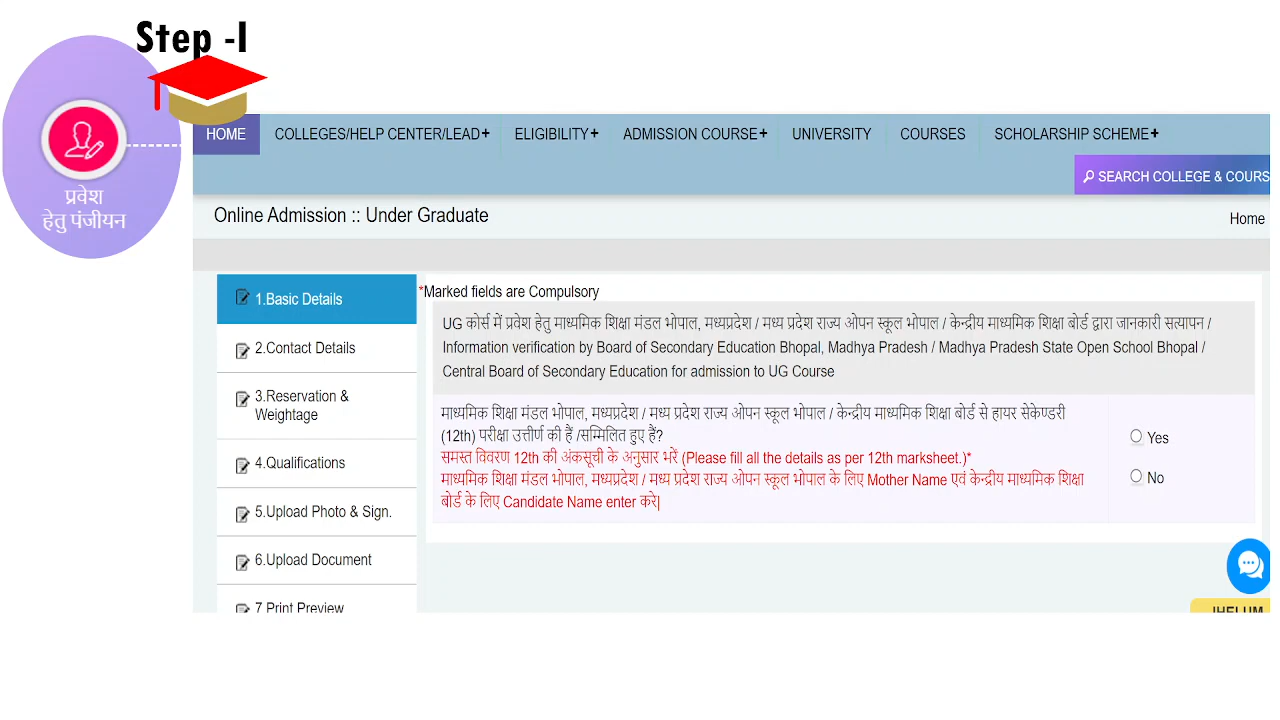 Step -I
प्रवेश
हेतु पंजीयन
HOME COLLEGES/HELP CENTER/LEAD+ ELIGIBILITY+ ADMISSION COURSE+ UNIVERSITY COURSES SCHOLARSHIP SCHEME+
SEARCH COLLEGE & COURS
Online Admission :: Under Graduate
Home
1.Basic Details
2.Contact Details
3.Reservation &
Weightage
4.Qualifications
5.Upload Photo & Sign.
6.Upload Document
7.Print Preview
*Marked fields are Compulsory
UG कोर्स में प्रवेश हेतु माध्यमिक शिक्षा मंडल भोपाल, मध्यप्रदेश / मध्य प्रदेश राज्य ओपन स्कूल भोपाल / केन्द्रीय माध्यमिक शिक्षा बोर्ड द्वारा जानकारी सत्यापन /
Information verification by Board of Secondary Education Bhopal, Madhya Pradesh / Madhya Pradesh State Open School Bhopal /
Central Board of Secondary Education for admission to UG Course
माध्यमिक शिक्षा मंडल भोपाल, मध्यप्रदेश / मध्य प्रदेश राज्य ओपन स्कूल भोपाल / केन्द्रीय माध्यमिक शिक्षा बोर्ड से हायर सेकेण्डरी
(12th) परीक्षा उत्तीर्ण की हैं /सम्मिलित हुए हैं?
समस्त विवरण 12th की अंकसूची के अनुसार भरें (Please fill all the details as per 12th marksheet.)*
माध्यमिक शिक्षा मंडल भोपाल, मध्यप्रदेश / मध्य प्रदेश राज्य ओपन स्कूल भोपाल के लिए Mother Name एवं केन्द्रीय माध्यमिक शिक्षा
बोर्ड के लिए Candidate Name enter करे|
Yes
No
JHELUM